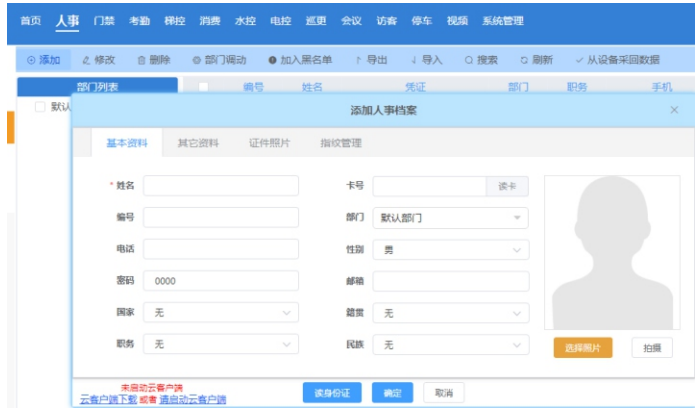 首页 人事 门禁 考勤 梯控 消费 水控 电控 巡更 会议 访客 停车 视频 系统管理
添加 修改 删除 部门调动 加入黑名单 导出 导入 搜索 刷新 从设备采回数据
部门列表 编号 姓名 凭证 部门 职务 手机
默认
添加人事档案
基本资料 其它资料 证件照片 指纹管理
* 姓名 卡号 读卡
编号 部门 默认部门
电话 性别 男
密码 0000 邮箱
国家 无 籍贯 无
职务 无 民族 无
选择照片 拍摄
未启动云客户端
云客户端下载 或者 请启动云客户端
读身份证 确定 取消